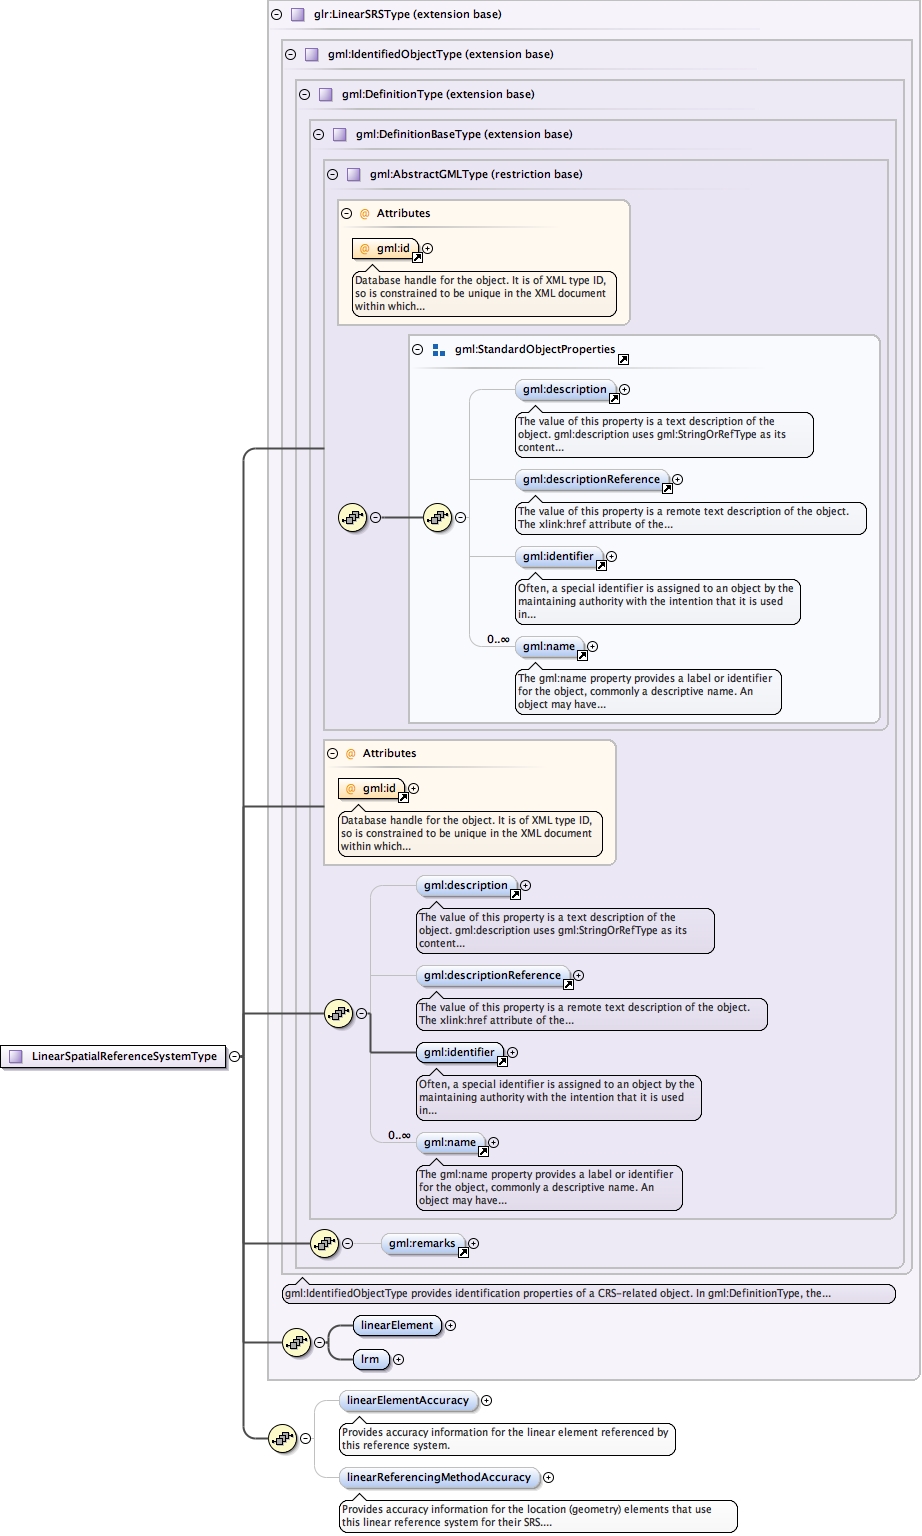 glr:LinearSRSType (extension base)
gml:IdentifiedObjectType (extension base)
gml:DefinitionType (extension base)
gml:DefinitionBaseType (extension base)
gml:AbstractGMLType (restriction base)
@ Attributes
@ gml:id
Database handle for the object. It is of XML type ID,
so is constrained to be unique in the XML document
within which...
gml:StandardObjectProperties
gml:description
The value of this property is a text description of the
object. gml:description uses gml:StringOrRefType as its
content...
gml:descriptionReference
The value of this property is a remote text description of the object.
The xlink:href attribute of the...
gml:identifier
Often, a special identifier is assigned to an object by the
maintaining authority with the intention that it is used
in...
0..∞
gml:name
The gml:name property provides a label or identifier
for the object, commonly a descriptive name. An
object may have...
@ Attributes
@ gml:id
Database handle for the object. It is of XML type ID,
so is constrained to be unique in the XML document
within which...
gml:description
The value of this property is a text description of the
object. gml:description uses gml:StringOrRefType as its
content...
gml:descriptionReference
The value of this property is a remote text description of the object.
The xlink:href attribute of the...
LinearSpatialReferenceSystemType
gml:identifier
Often, a special identifier is assigned to an object by the
maintaining authority with the intention that it is used
in...
0..∞
gml:name
The gml:name property provides a label or identifier
for the object, commonly a descriptive name. An
object may have...
gml:remarks
gml:IdentifiedObjectType provides identification properties of a CRS-related object. In gml:DefinitionType, the...
linearElement
lrm
linearElementAccuracy
Provides accuracy information for the linear element referenced by
this reference system.
linearReferencingMethodAccuracy
Provides accuracy information for the location (geometry) elements that use
this linear reference system for their SRS....